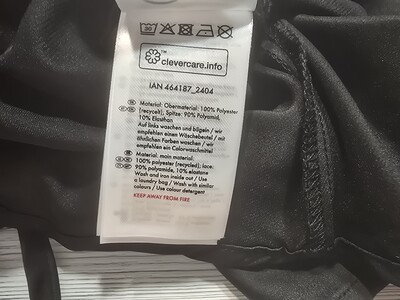 30
™
clevercare.info
IAN 464187_2404
Material: Obermaterial: 100% Polyester
(recycelt); Spitze: 90% Polyamid,
10% Elasthan
Auf links waschen und bügeln / wir
empfehlen einen Wäschebeutel / mit
ähnlichen Farben waschen / wir
empfehlen ein Colorwaschmittel
Material: main material:
100% polyester (recycled); lace:
90% polyamide, 10% elastane
Wash and iron inside out / Use
a laundry bag / Wash with similar
colours / Use colour detergent
KEEP AWAY FROM FIRE